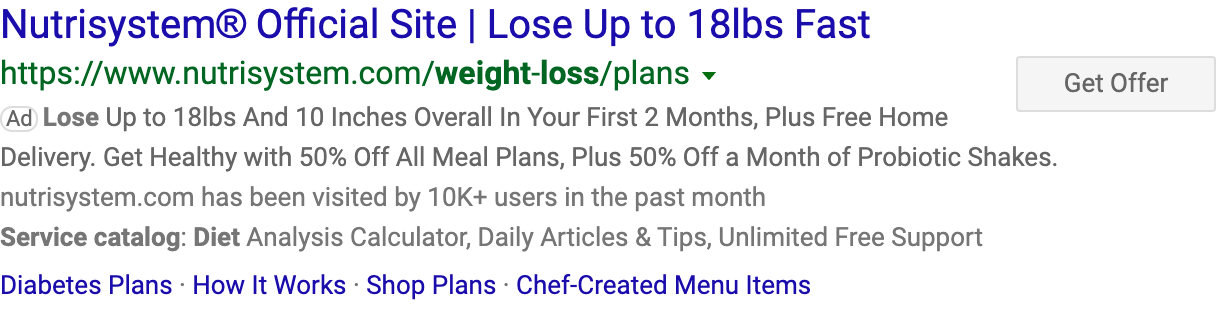 Nutrisystem® Official Site | Lose Up to 18lbs Fast
https://www.nutrisystem.com/weight-loss/plans
Get Offer
Ad Lose Up to 18lbs And 10 Inches Overall In Your First 2 Months, Plus Free Home
Delivery. Get Healthy with 50% Off All Meal Plans, Plus 50% Off a Month of Probiotic Shakes.
nutrisystem.com has been visited by 10K+ users in the past month
Service catalog: Diet Analysis Calculator, Daily Articles & Tips, Unlimited Free Support
Diabetes Plans · How It Works · Shop Plans · Chef-Created Menu Items